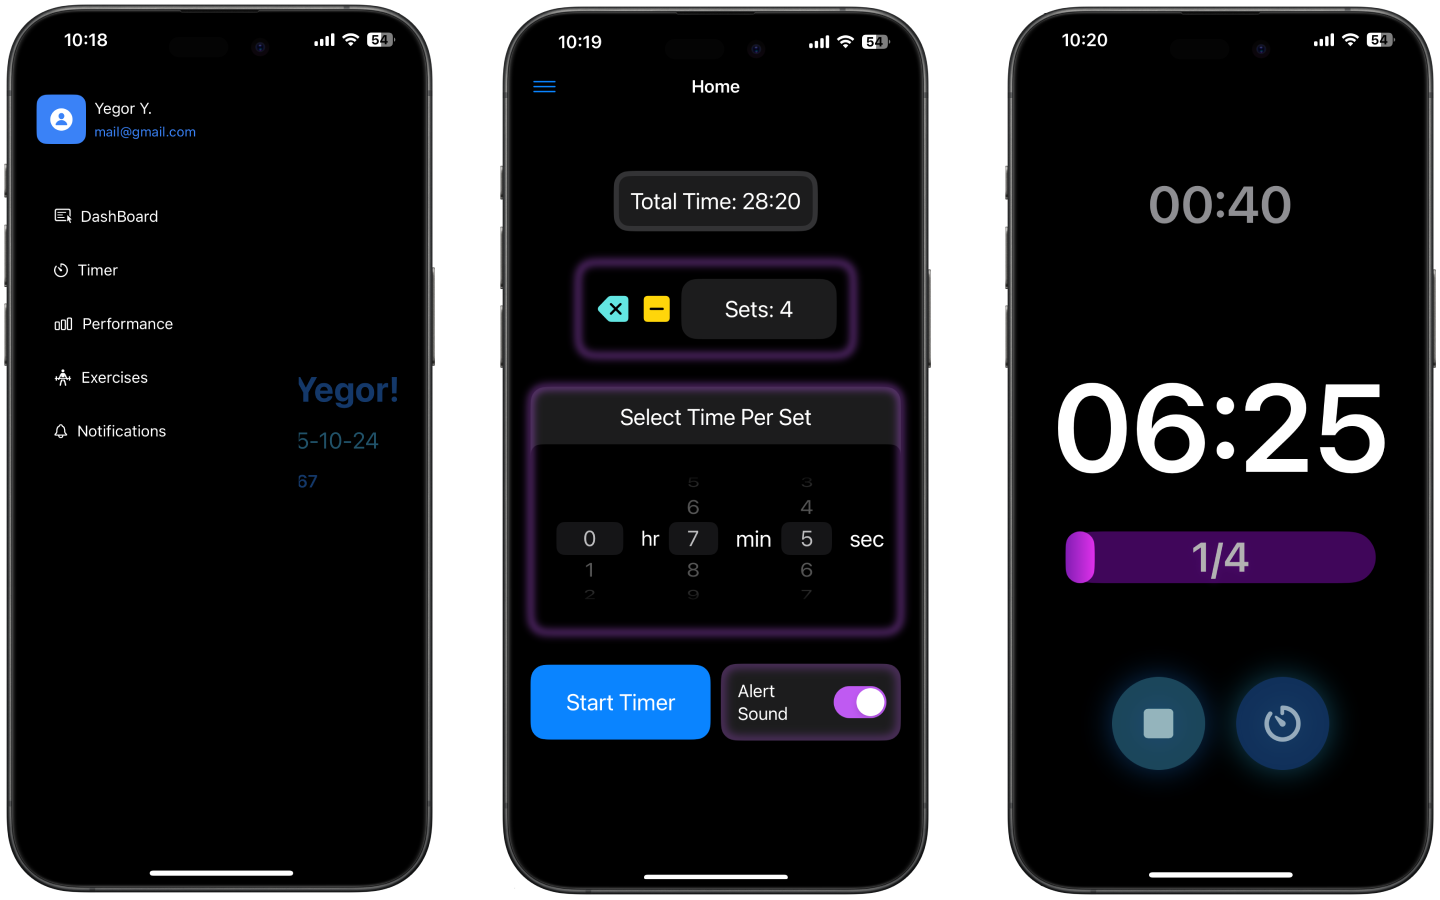 10:18
54
Yegor Y.
mail@gmail.com
DashBoard
Timer
Performance
Exercises
Notifications
Yegor!
5-10-24
67
10:19
54
Home
Total Time: 28:20
Sets: 4
Select Time Per Set
5 3
6 4
0 hr 7 min 5 sec
1 8 6
2 9 7
Start Timer
Alert
Sound
10:20
54
00:40
06:25
1/4